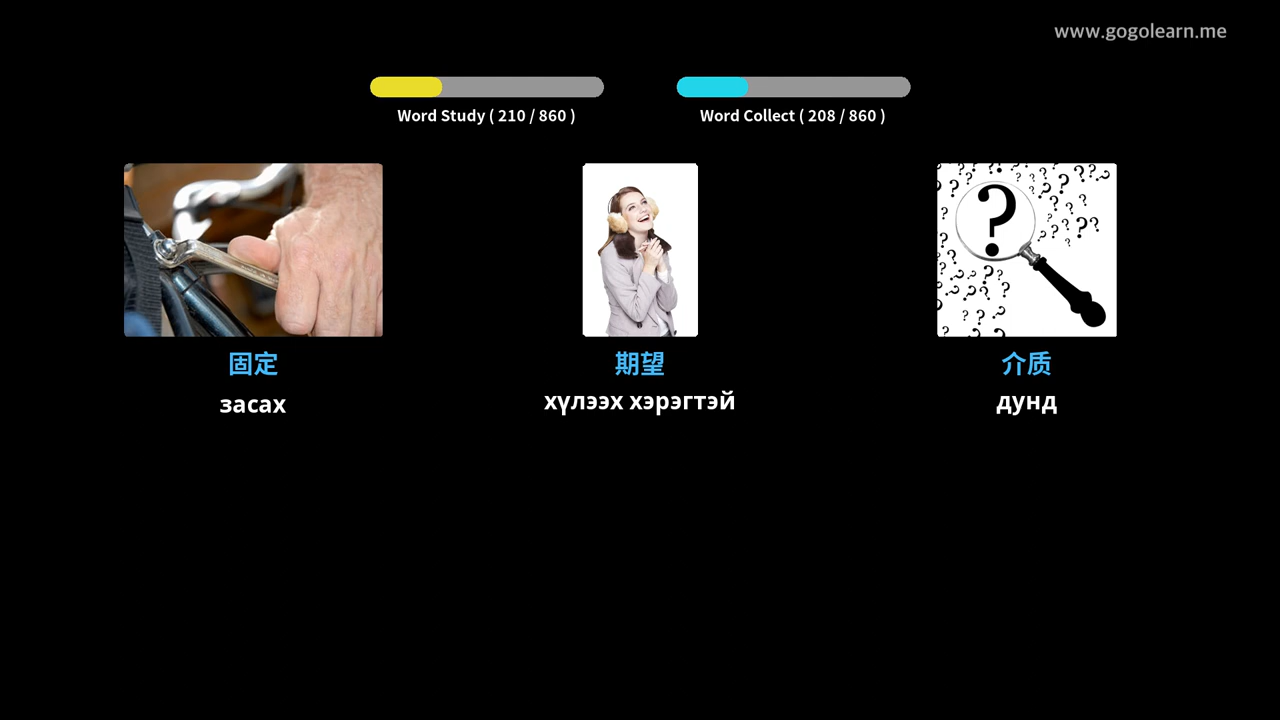 www.gogolearn.me
Word Study ( 210 / 860 )
Word Collect ( 208 / 860 )
固定
期望
介质
засах
хүлээх хэрэгтэй
дунд